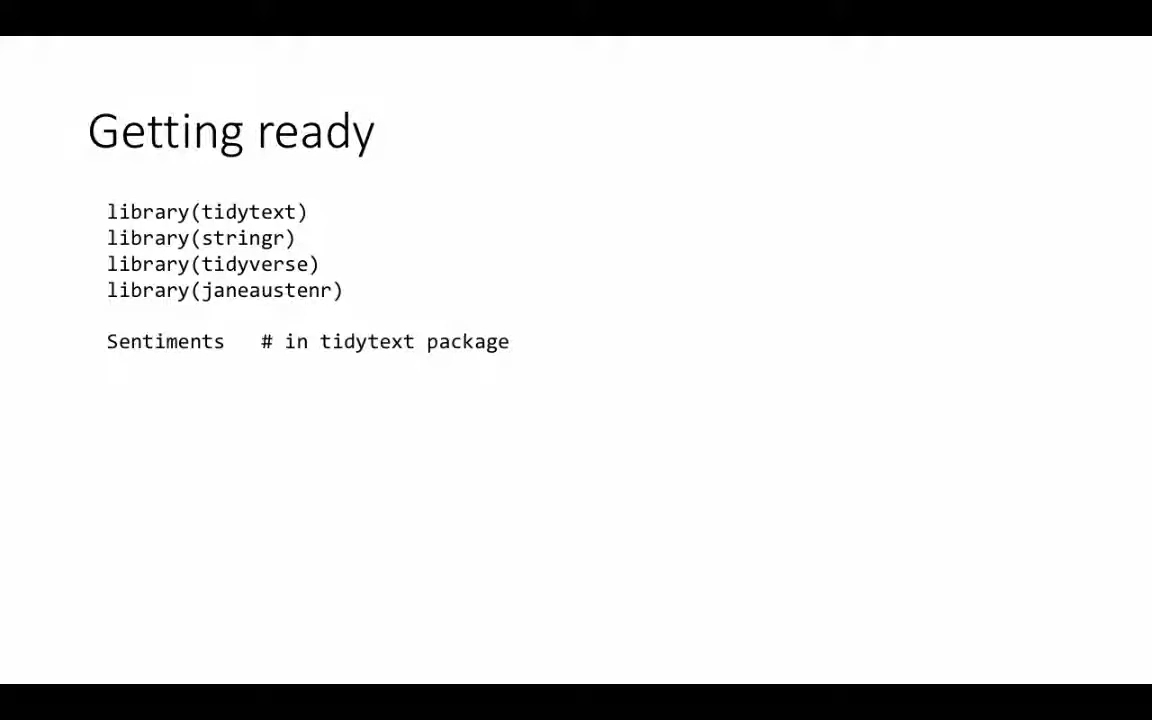 Getting ready
library(tidytext)
library(stringr)
library(tidyverse)
library(janeaustenr)
Sentiments   # in tidytext package